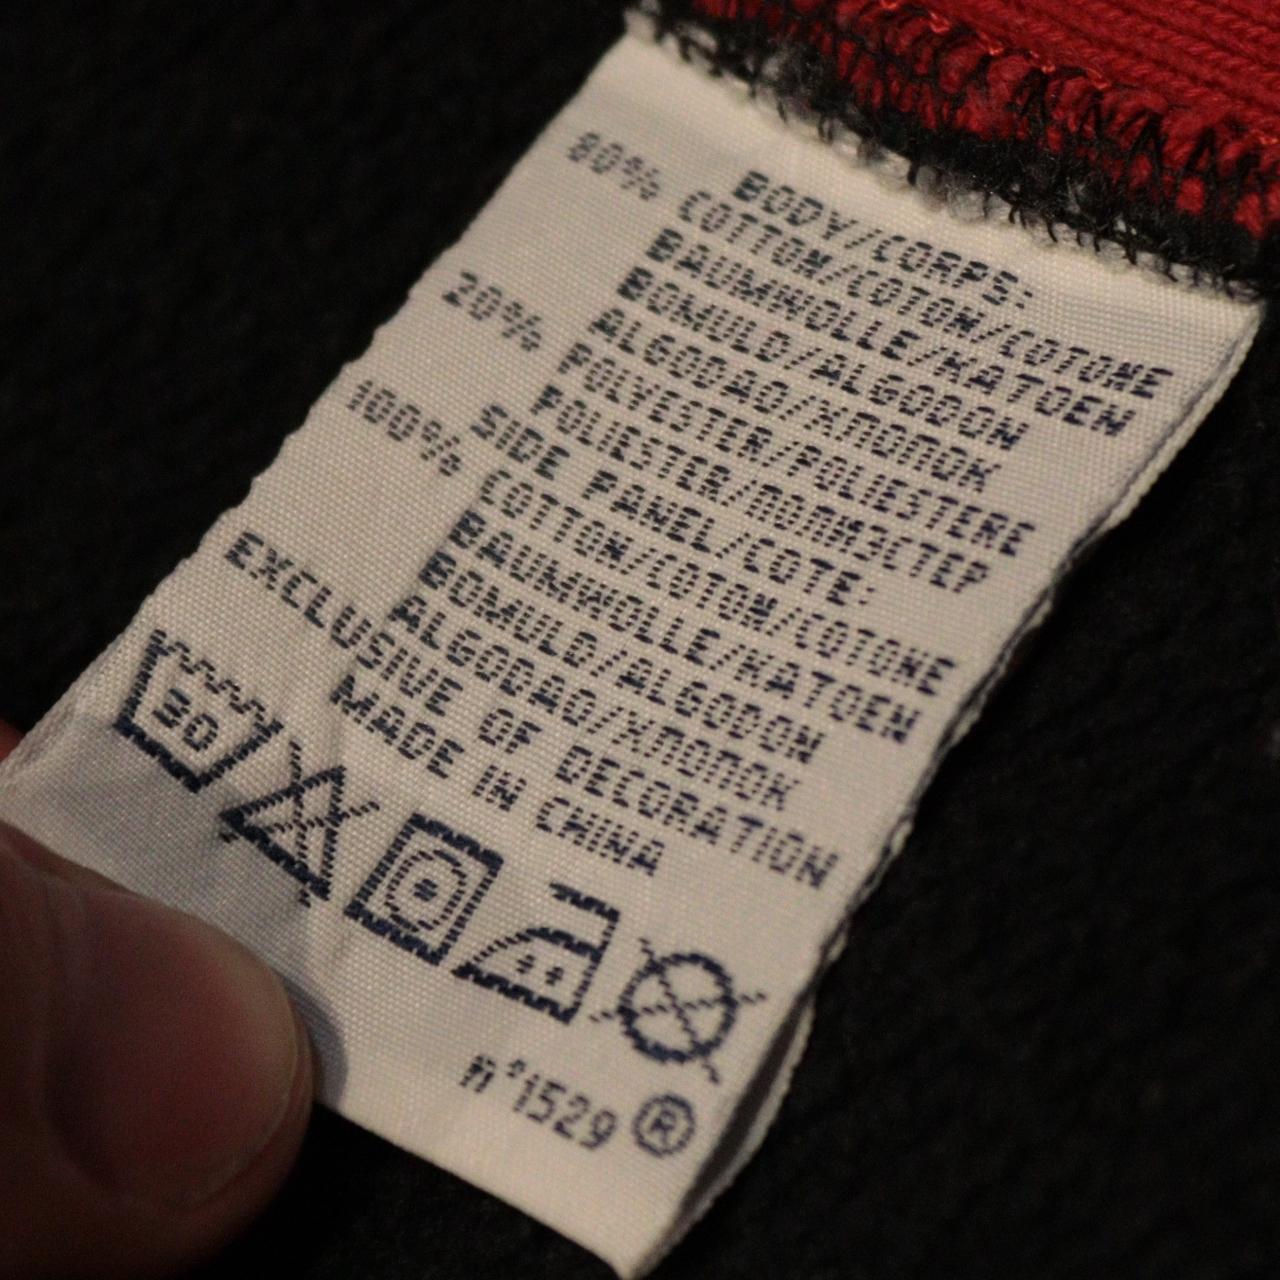 BODY/CORPS:
80% COTTON/COTON/COTONE
BAUMWOLLE/KATOEN
BOMULD/ALGODON
ALGODAO/ХЛОПОК
20% POLYESTER/POLIESTERE
POLIESTER/ПОЛИЭСТЕР
SIDE PANEL/COTE:
100% COTTON/COTON/COTONE
BAUMWOLLE/KATOEN
BOMULD/ALGODON
ALGODAO/ХЛОПОК
EXCLUSIVE OF DECORATION
MADE IN CHINA
30
N°1529 ®